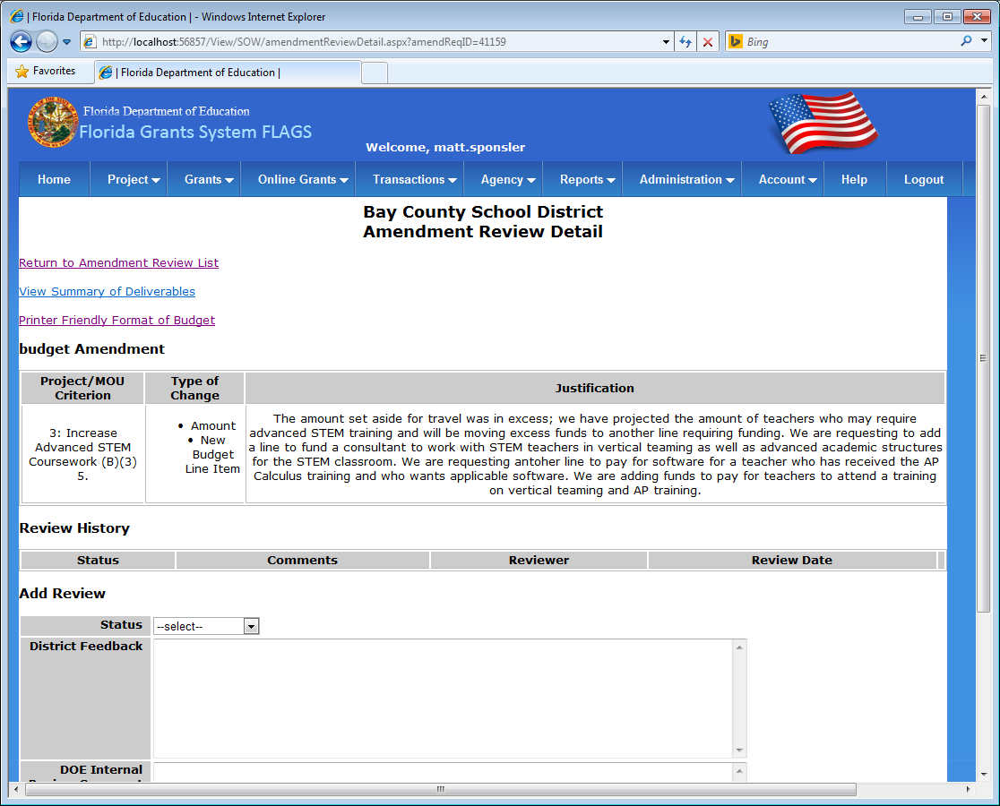 | Florida Department of Education | - Windows Internet Explorer
http://localhost:56857/View/SOW/amendmentReviewDetail.aspx?amendReqID=41159
Bing
Favorites
| Florida Department of Education |
Florida Department of Education
Florida Grants System FLAGS
Welcome, matt.sponsler
Home Project Grants Online Grants Transactions Agency Reports Administration Account Help Logout
Bay County School District
Amendment Review Detail
Return to Amendment Review List
View Summary of Deliverables
Printer Friendly Format of Budget
budget Amendment
Project/MOU
Criterion
Type of
Change
Justification
3: Increase
Advanced STEM
Coursework (B)(3)
5.
• Amount
• New
Budget
Line Item
The amount set aside for travel was in excess; we have projected the amount of teachers who may require
advanced STEM training and will be moving excess funds to another line requiring funding. We are requesting to add
a line to fund a consultant to work with STEM teachers in vertical teaming as well as advanced academic structures
for the STEM classroom. We are requesting antoher line to pay for software for a teacher who has received the AP
Calculus training and who wants applicable software. We are adding funds to pay for teachers to attend a training
on vertical teaming and AP training.
Review History
Status Comments Reviewer Review Date
Add Review
Status
--select--
District Feedback
DOE Internal